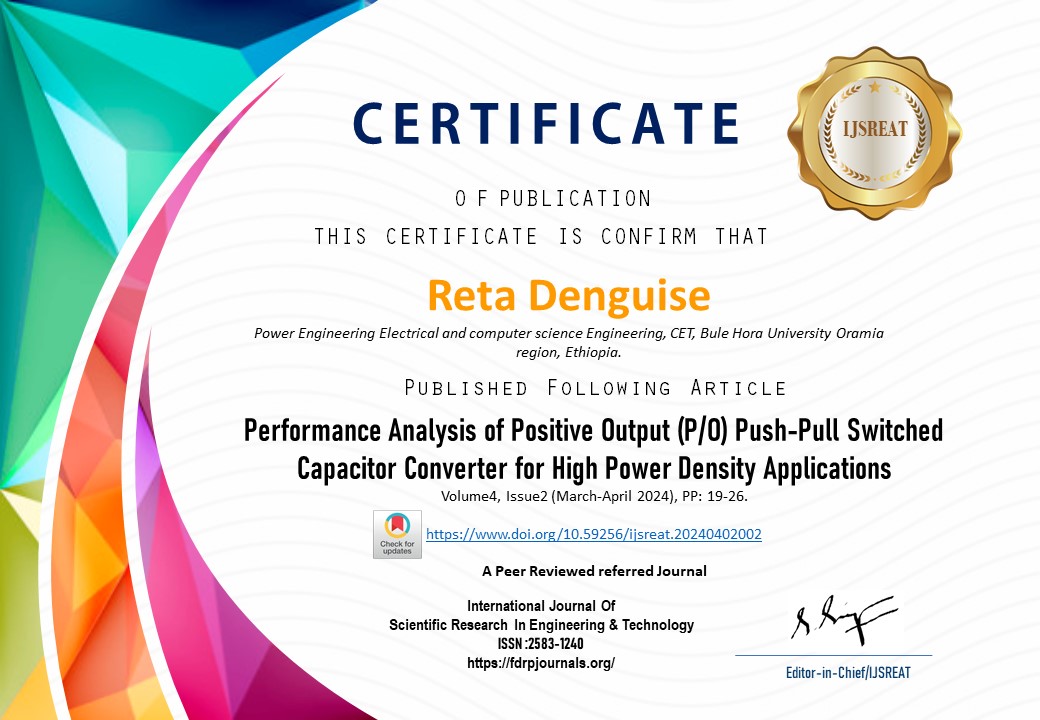 CERTIFICATE
IJSREAT
O F PUBLICATION
THIS CERTIFICATE IS CONFIRM THAT
Reta Denguise
Power Engineering Electrical and computer science Engineering, CET, Bule Hora University Oramia
region, Ethiopia.
Published Following Article
Performance Analysis of Positive Output (P/O) Push-Pull Switched
Capacitor Converter for High Power Density Applications
Volume4, Issue2 (March-April 2024), PP: 19-26.
Check for
updates
https://www.doi.org/10.59256/ijsreat.20240402002
A Peer Reviewed referred Journal
International Journal Of
Scientific Research In Engineering & Technology
ISSN :2583-1240
https://fdrpjournals.org/
Editor-in-Chief/IJSREAT